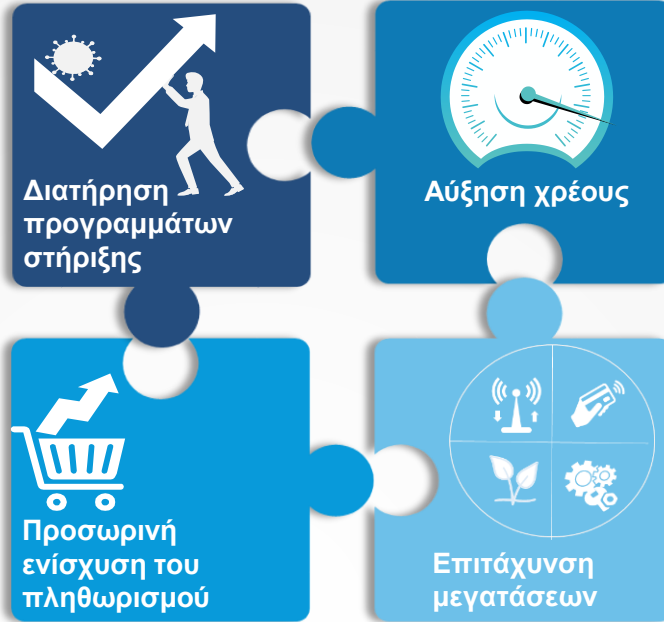 Διατήρηση
προγραμμάτων
στήριξης
Αύξηση χρέους
Προσωρινή
ενίσχυση του
πληθωρισμού
Επιτάχυνση
μεγατάσεων